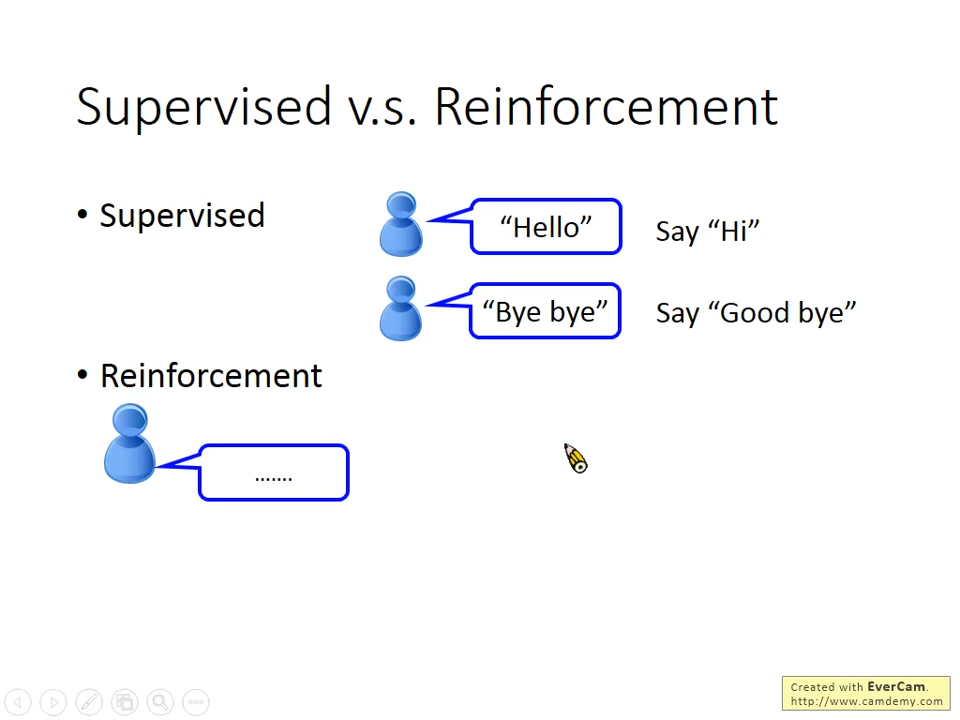 Supervised v.s. Reinforcement
• Supervised
“Hello”
Say “Hi”
“Bye bye”
Say “Good bye”
• Reinforcement
…….
Created with EverCam.
http://www.camdemy.com